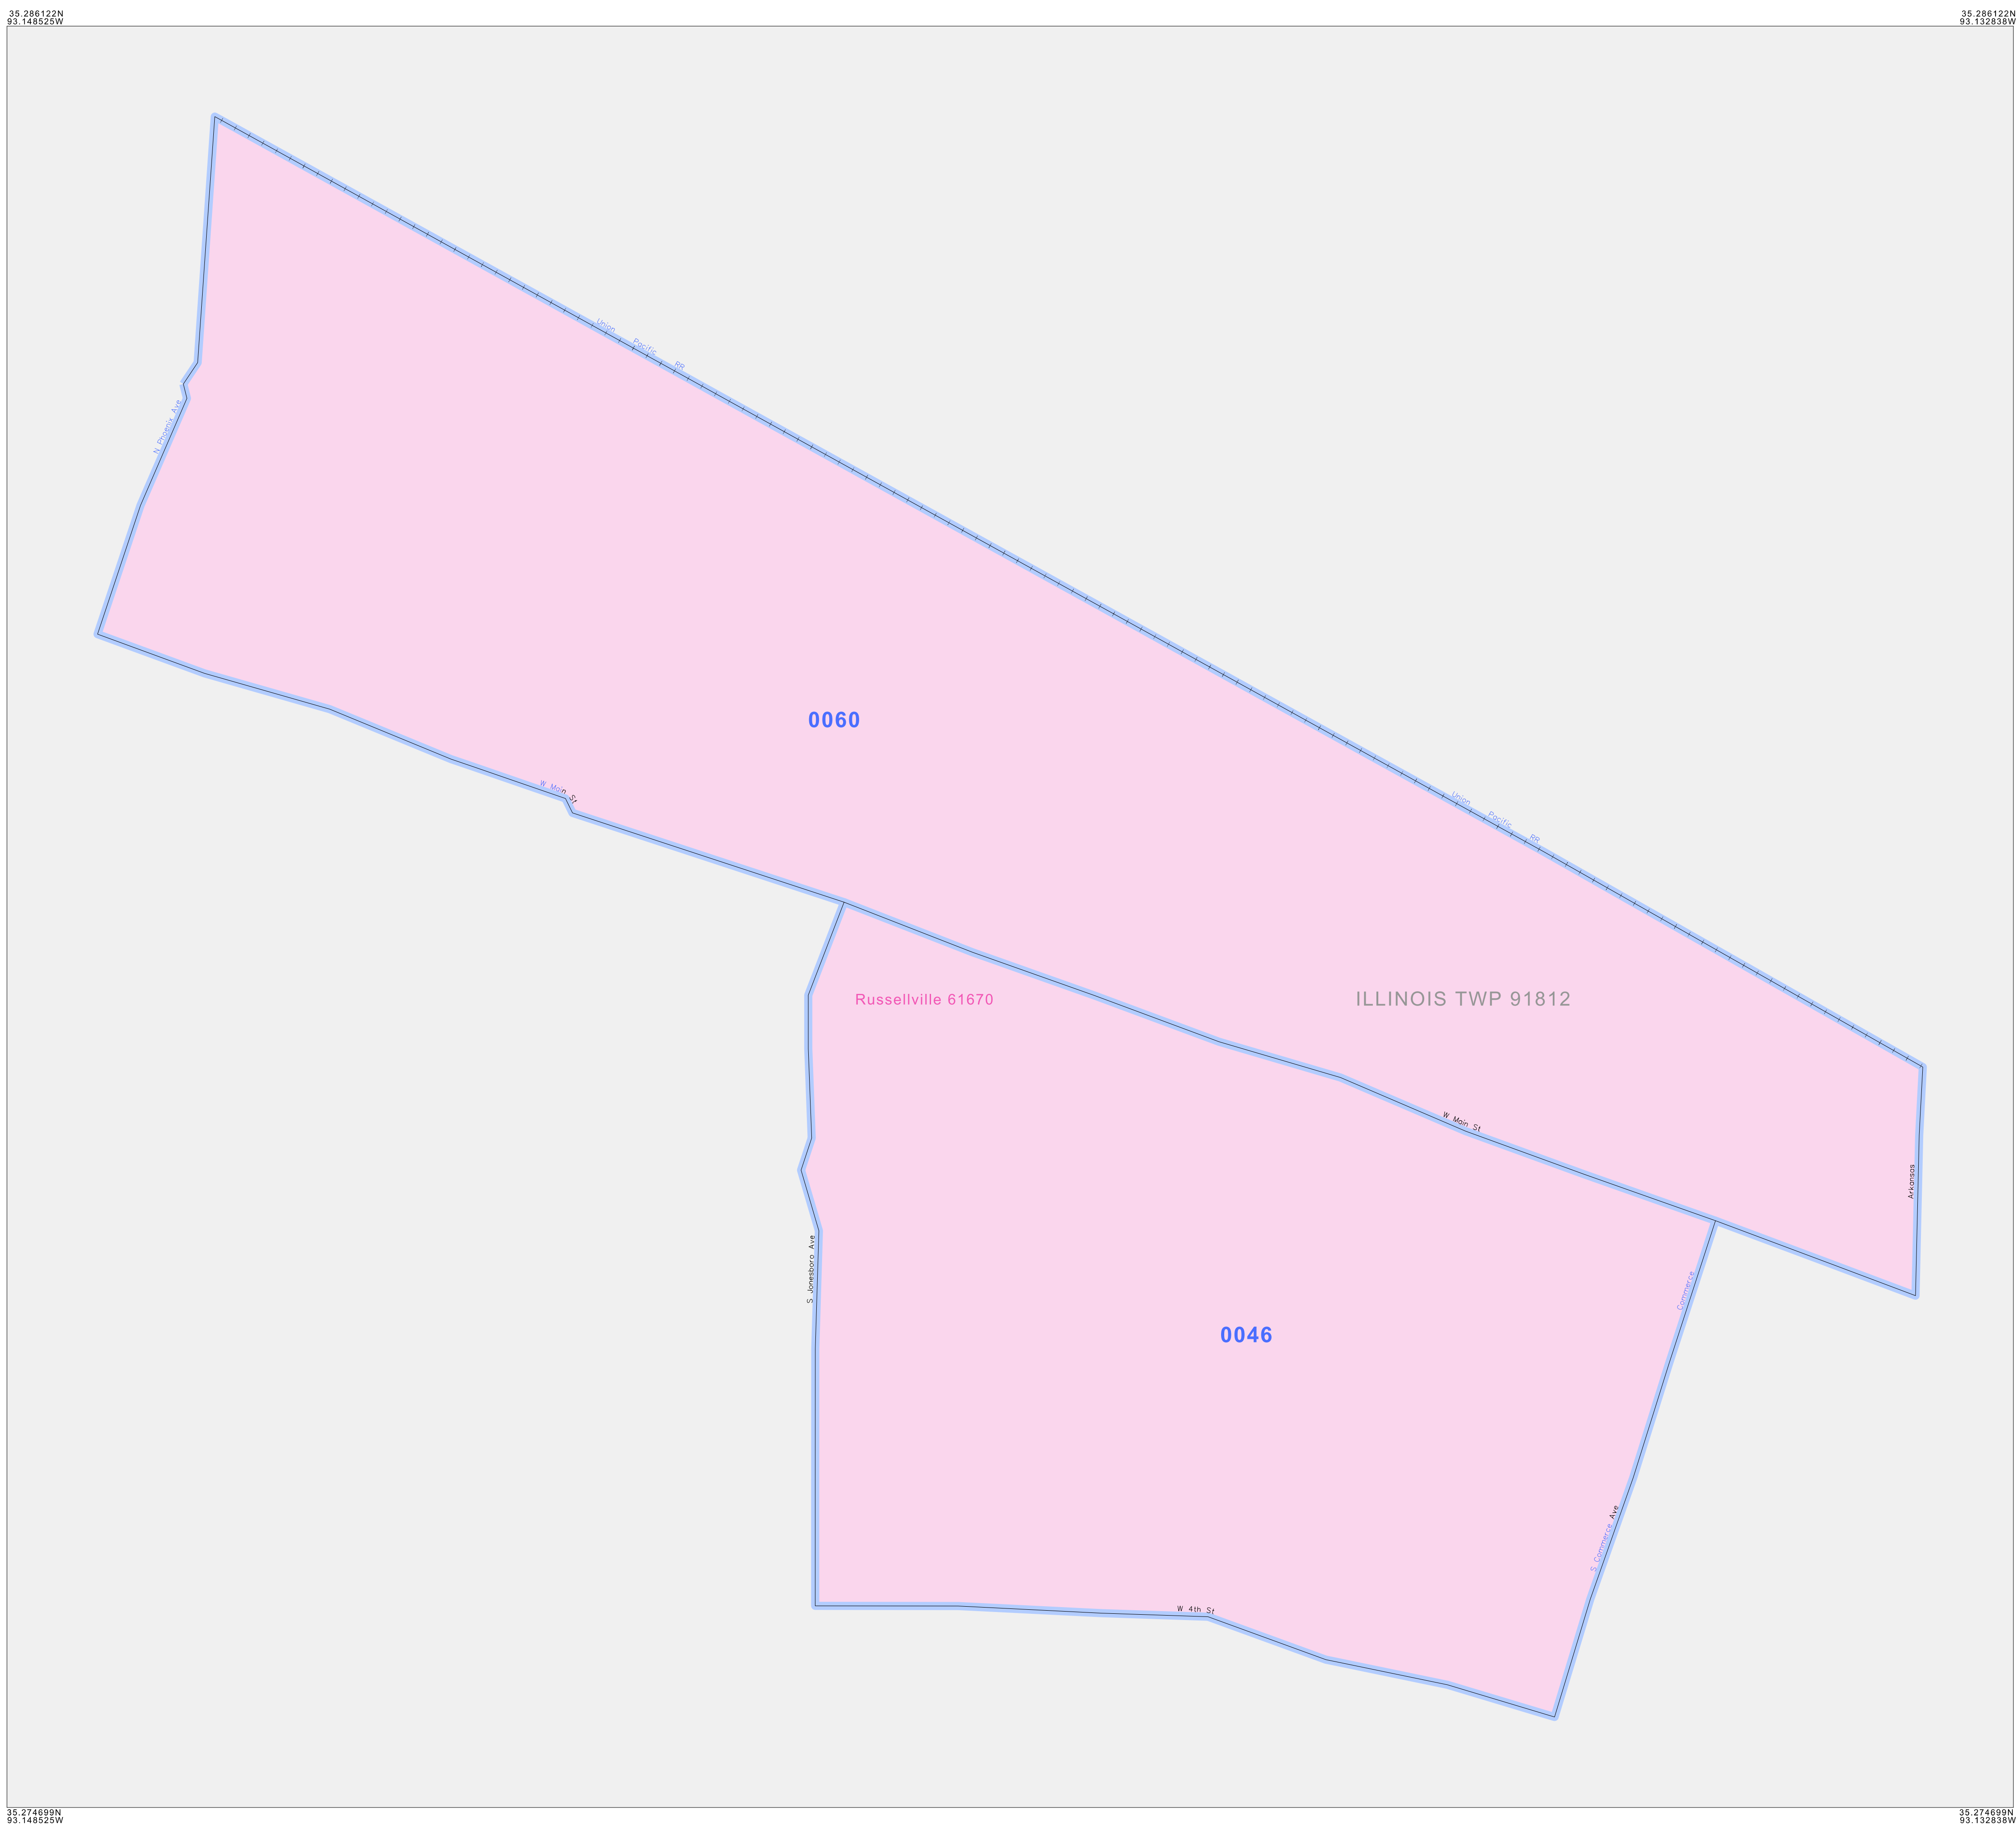 35.286122N
93.148525W
35.286122N
93.132838W
Union Pacific RR
N Phoenix Ave
0060
W Main St
Union Pacific RR
Russellville 61670
ILLINOIS TWP 91812
W Main St
Arkansas
S Jonesboro Ave
Commerce
0046
S Commerce Ave
W 4th St
35.274699N
93.148525W
35.274699N
93.132838W